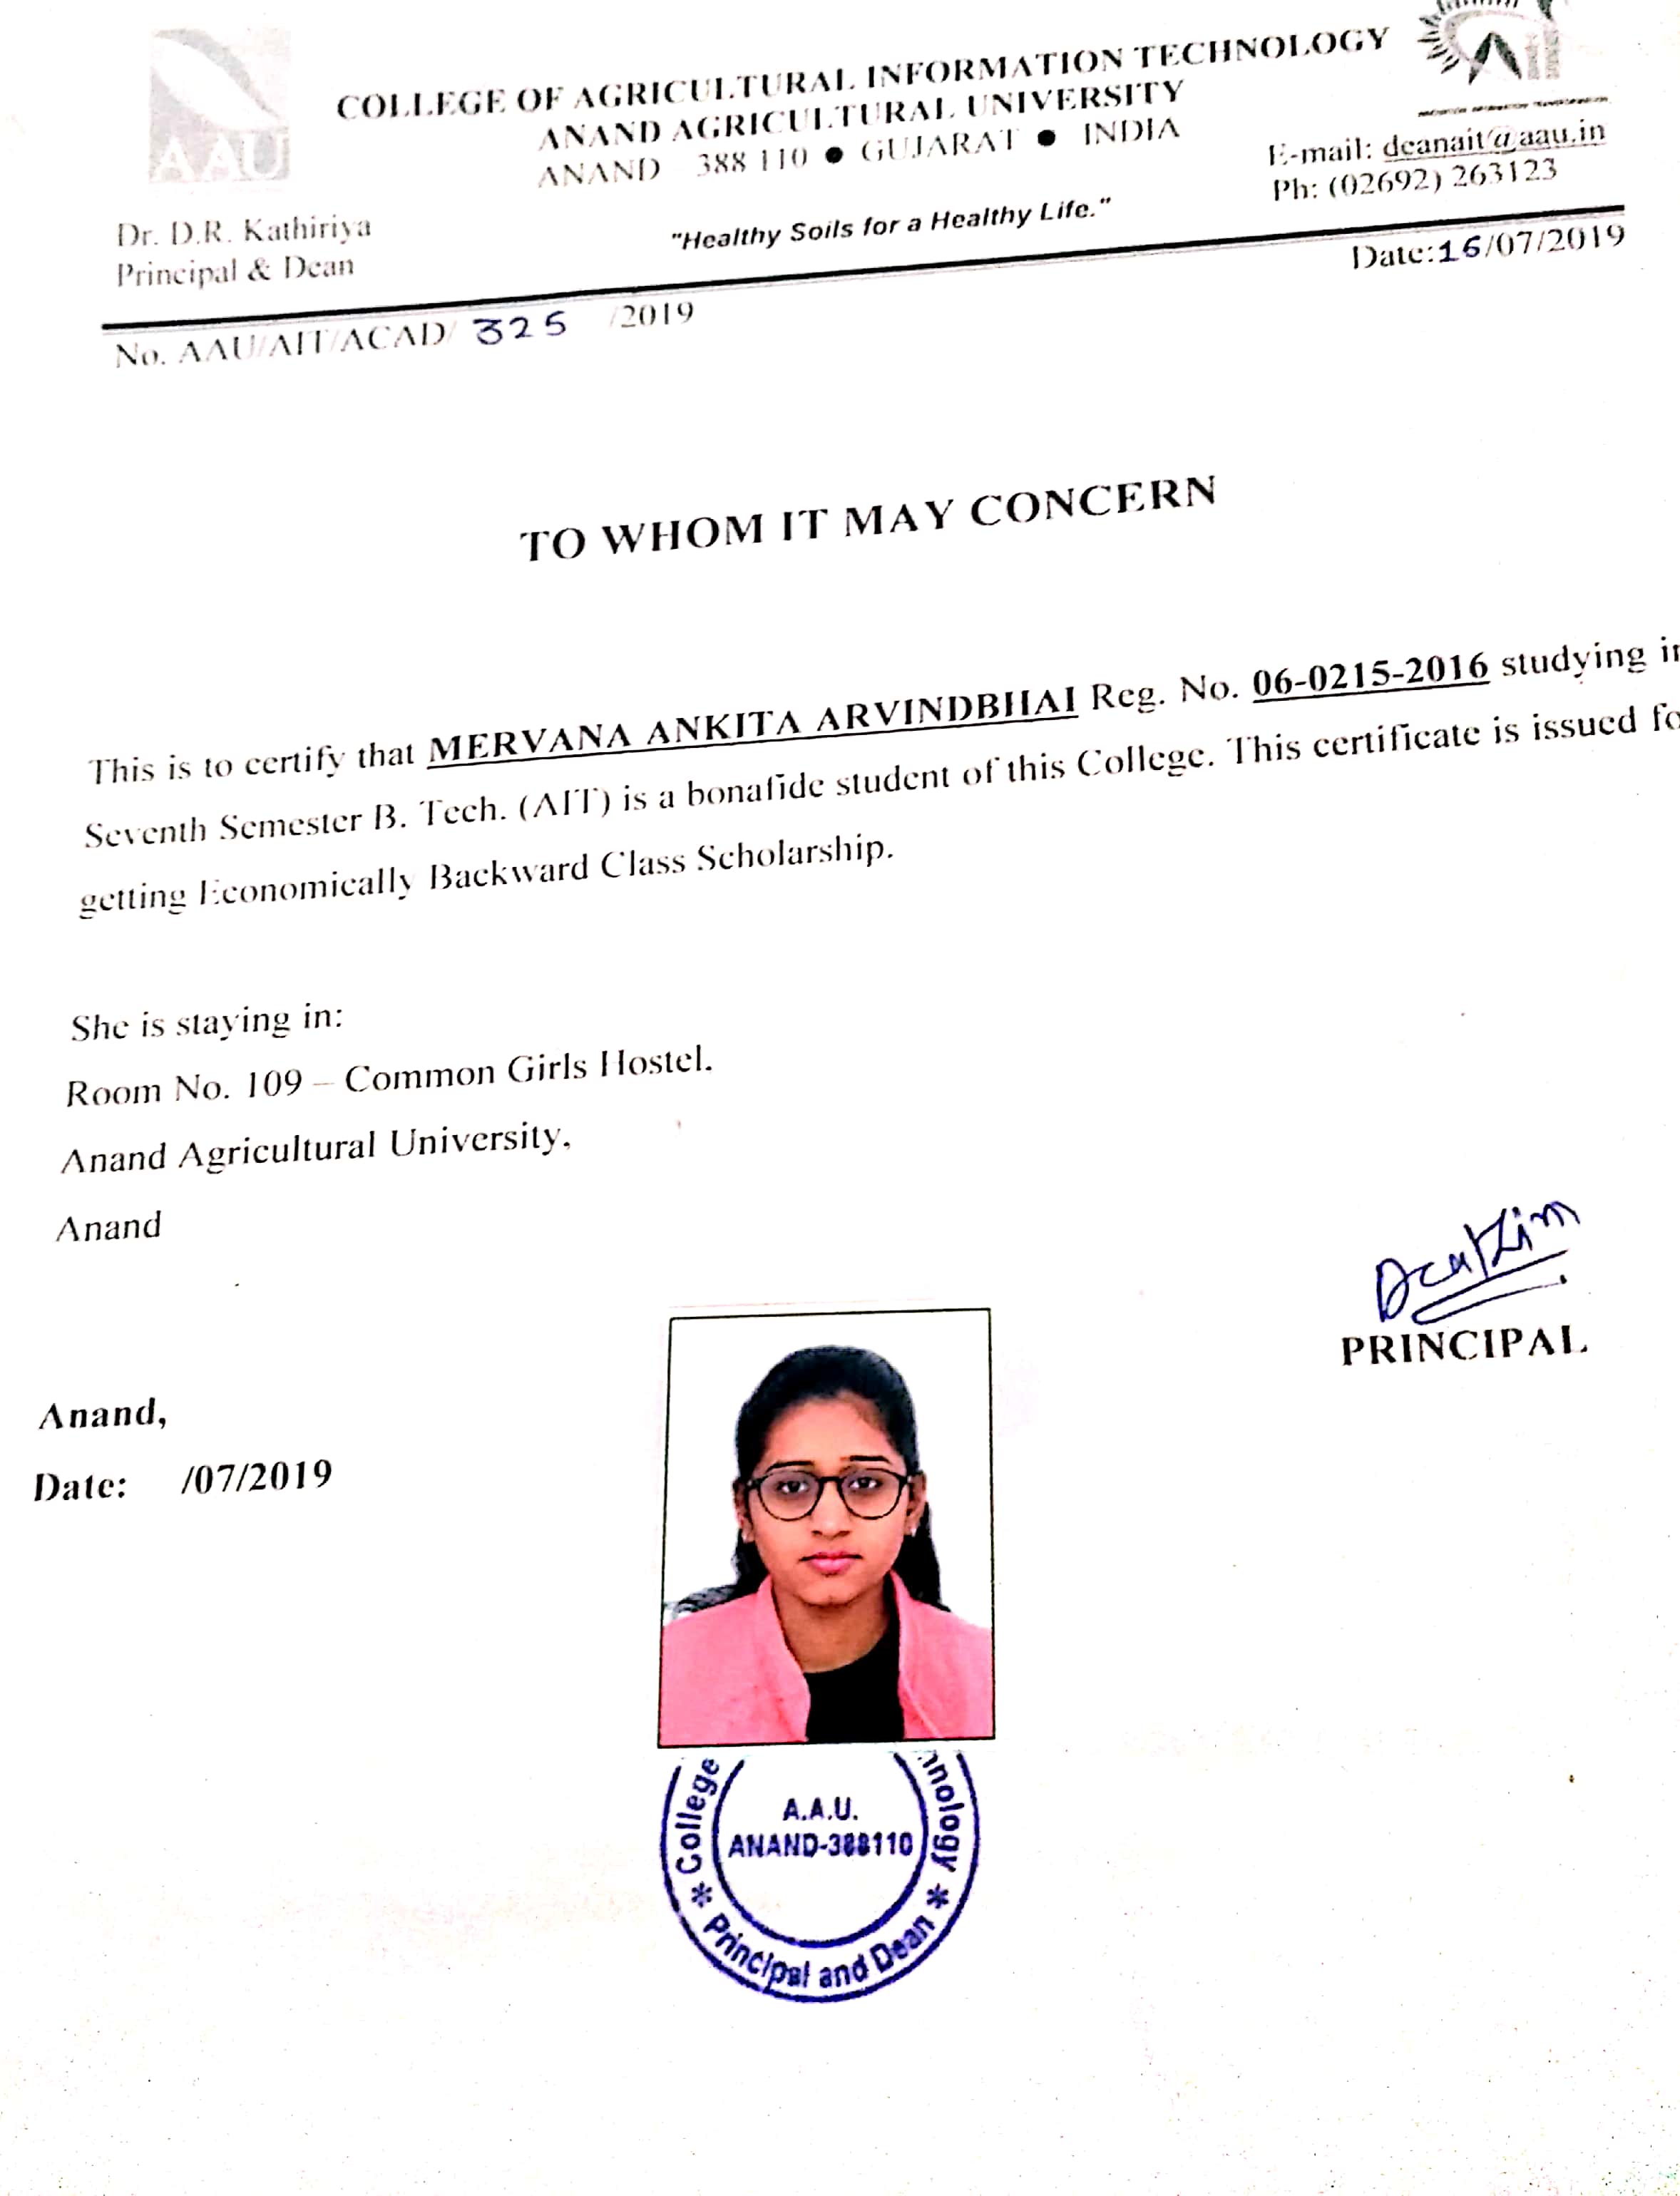 AAU
COLLEGE OF AGRICULTURAL INFORMATION TECHNOLOGY
ANAND AGRICULTURAL UNIVERSITY
ANAND 388 110 ● GUJARAT ● INDIA
E-mail: deanait@aau.in
Ph: (02692) 263123
Dr. D.R. Kathiriya
Principal & Dean
"Healthy Soils for a Healthy Life."
No. AAU/AIT/ACAD/ 325 /2019
Date:16/07/2019
TO WHOM IT MAY CONCERN
This is to certify that MERVANA ANKITA ARVINDBHAI Reg. No. 06-0215-2016 studying in
Seventh Semester B. Tech. (AIT) is a bonafide student of this College. This certificate is issued fo
getting Economically Backward Class Scholarship.
She is staying in:
Room No. 109 – Common Girls Hostel.
Anand Agricultural University,
Anand
PRINCIPAL
Anand,
Date: /07/2019
College
nology
A.A.U.
ANAND-388110
* Principal and Dean *